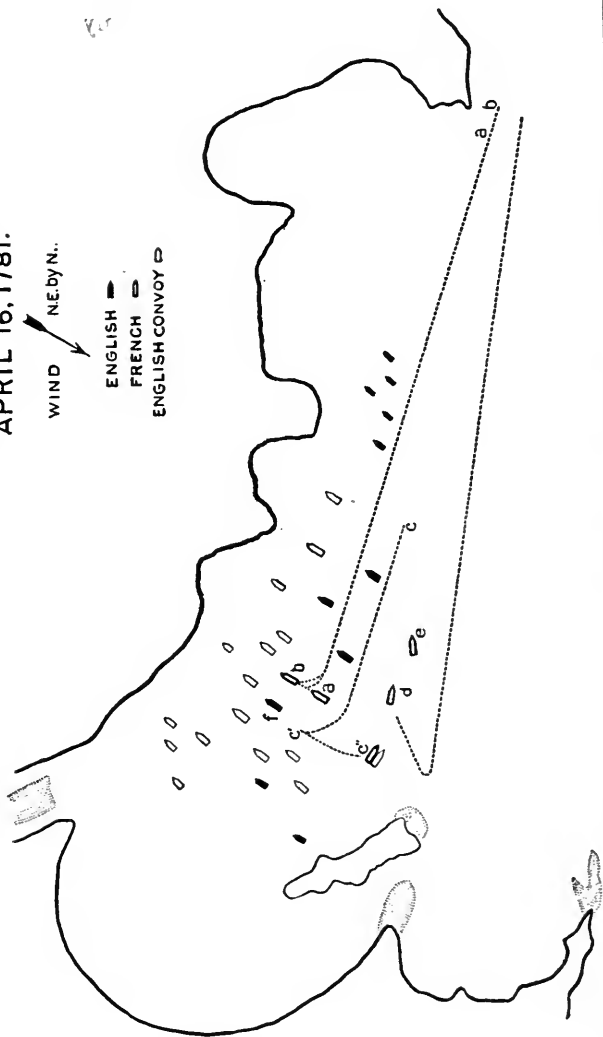 APRIL 16, 1781.
WIND N.E. by N..
ENGLISH
FRENCH
ENGLISH CONVOY
a
b
c
b
a
f
c'
c"
d
e